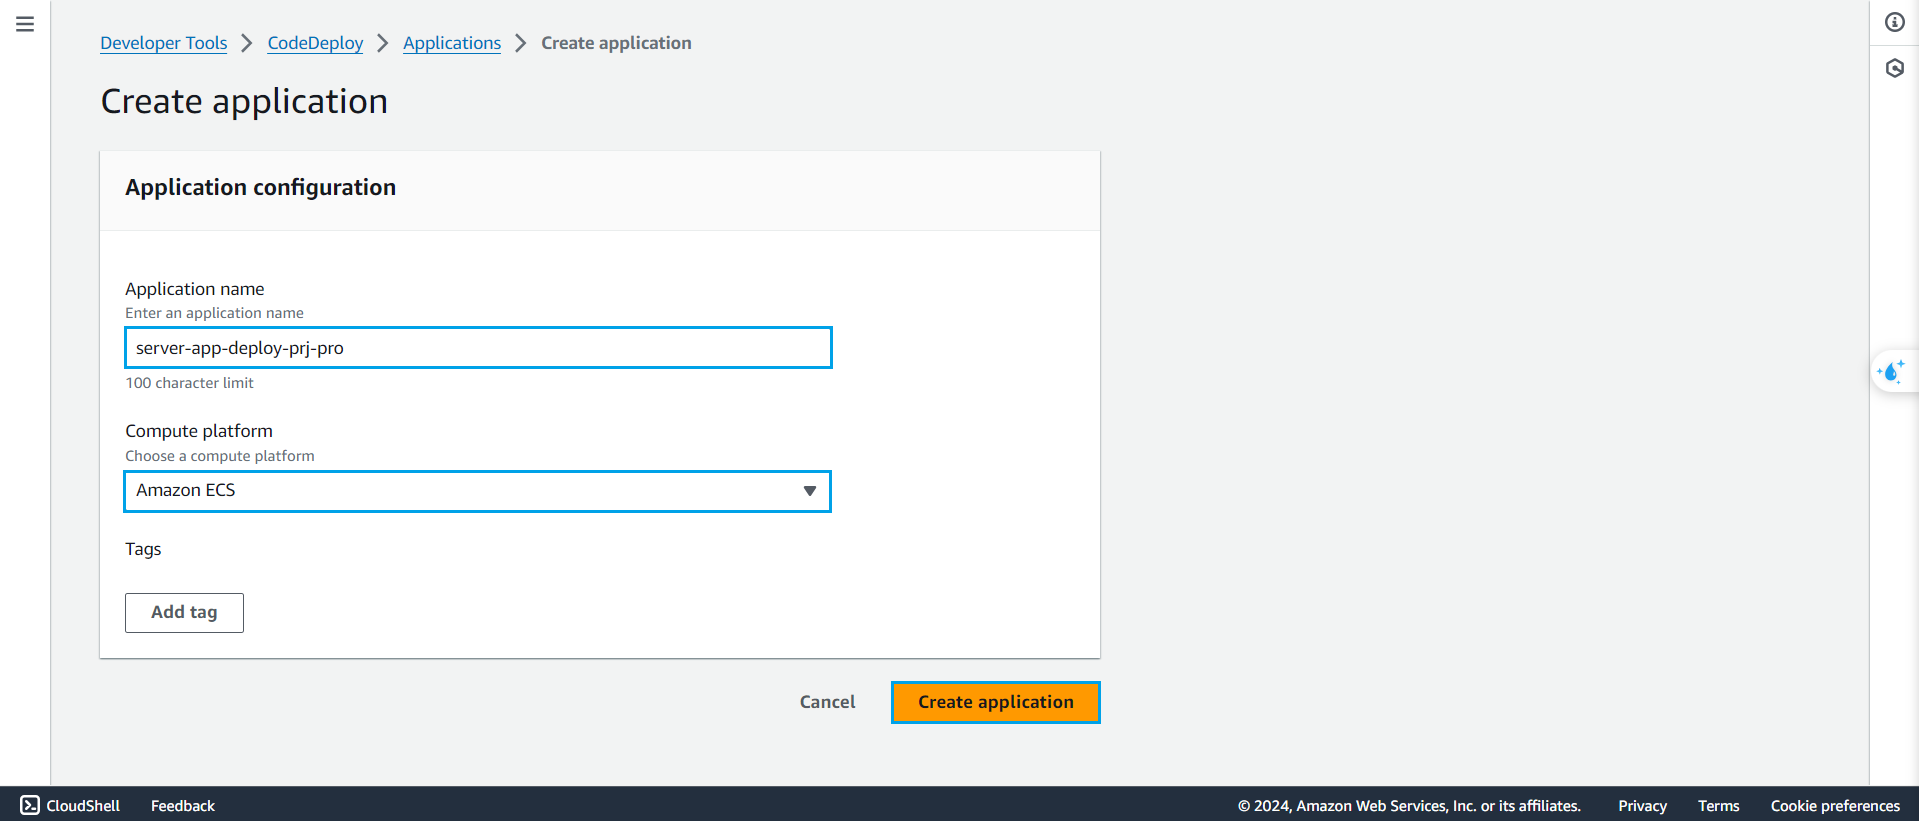 Developer Tools > CodeDeploy > Applications > Create application
Create application
Application configuration
Application name
Enter an application name
server-app-deploy-prj-pro
100 character limit
Compute platform
Choose a compute platform
Amazon ECS
Tags
Add tag
Cancel Create application
CloudShell Feedback © 2024, Amazon Web Services, Inc. or its affiliates. Privacy Terms Cookie preferences